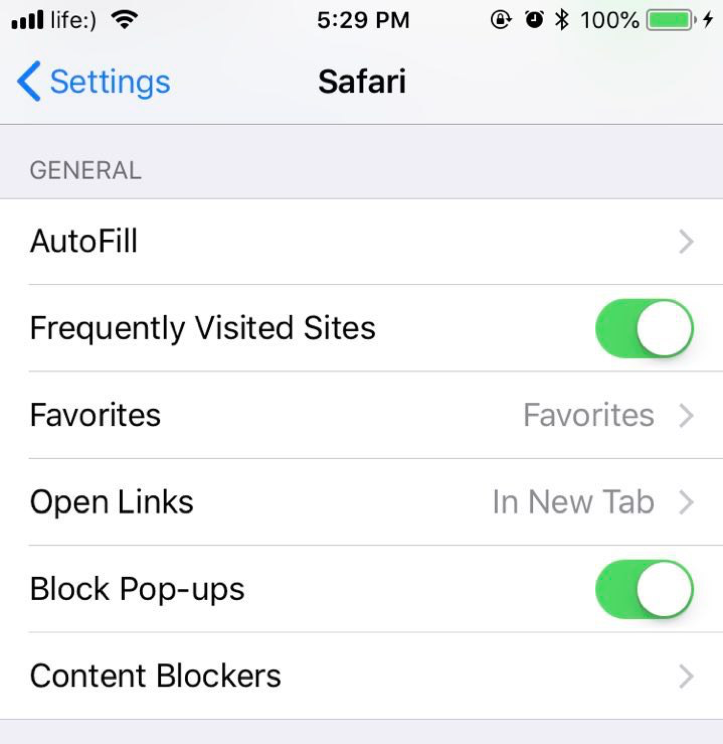 life:) 5:29 PM 100%
Settings Safari
GENERAL
AutoFill
Frequently Visited Sites
Favorites Favorites
Open Links In New Tab
Block Pop-ups
Content Blockers